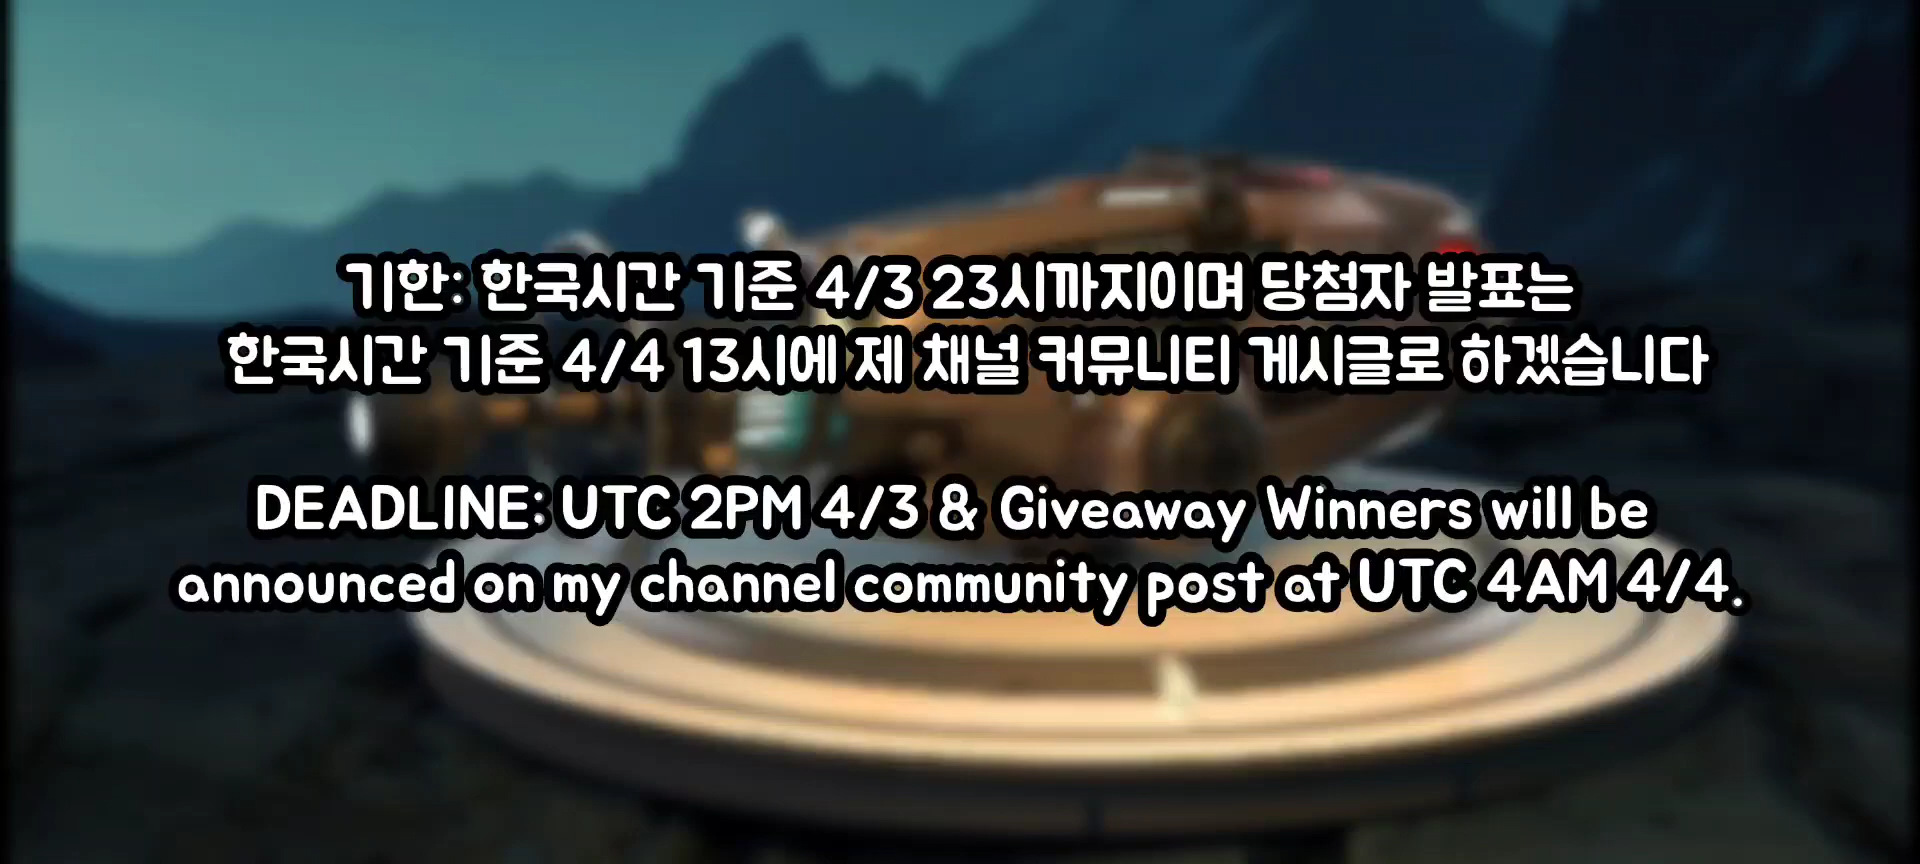 기한: 한국시간 기준 4/3 23시까지이며 당첨자 발표는
한국시간 기준 4/4 13시에 제 채널 커뮤니티 게시글로 하겠습니다
DEADLINE: UTC 2PM 4/3 & Giveaway Winners will be
announced on my channel community post at UTC 4AM 4/4.